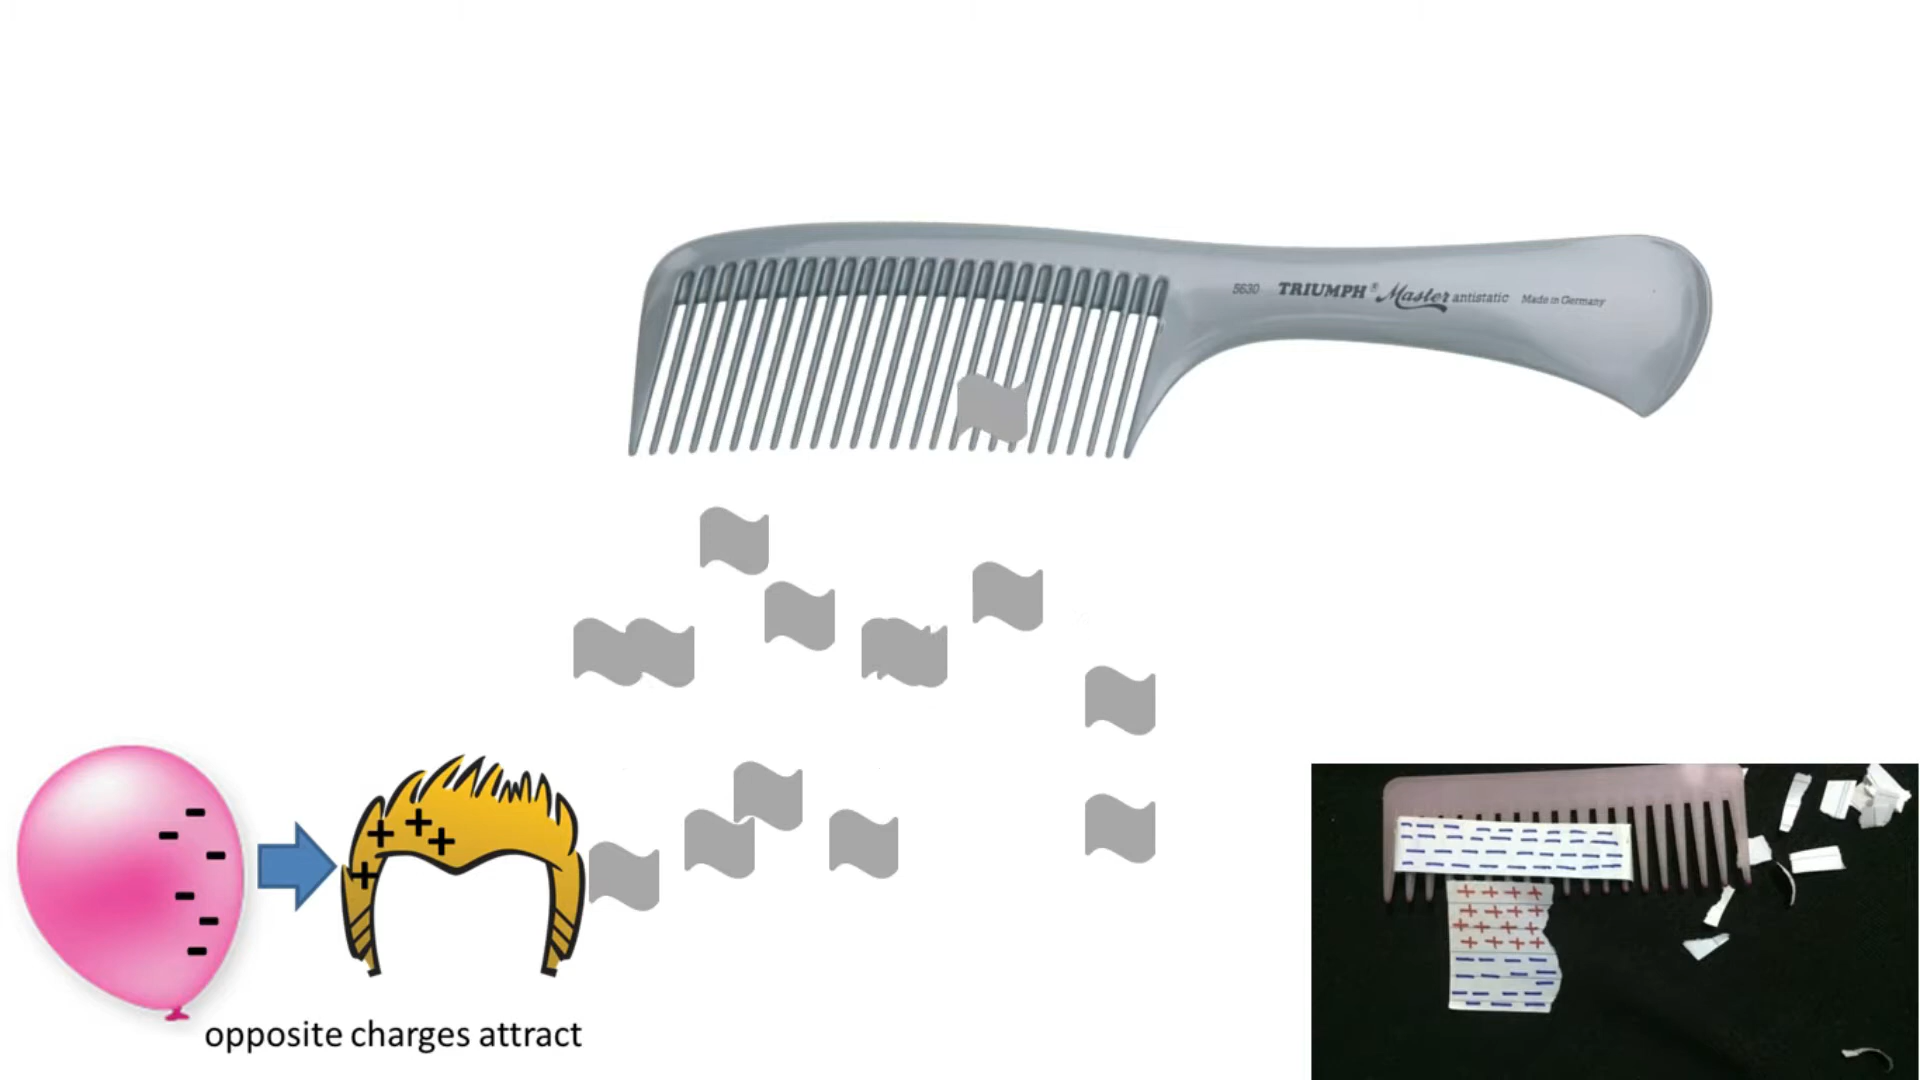 5630 TRIUMPH® Master antistatic Made in Germany
opposite charges attract